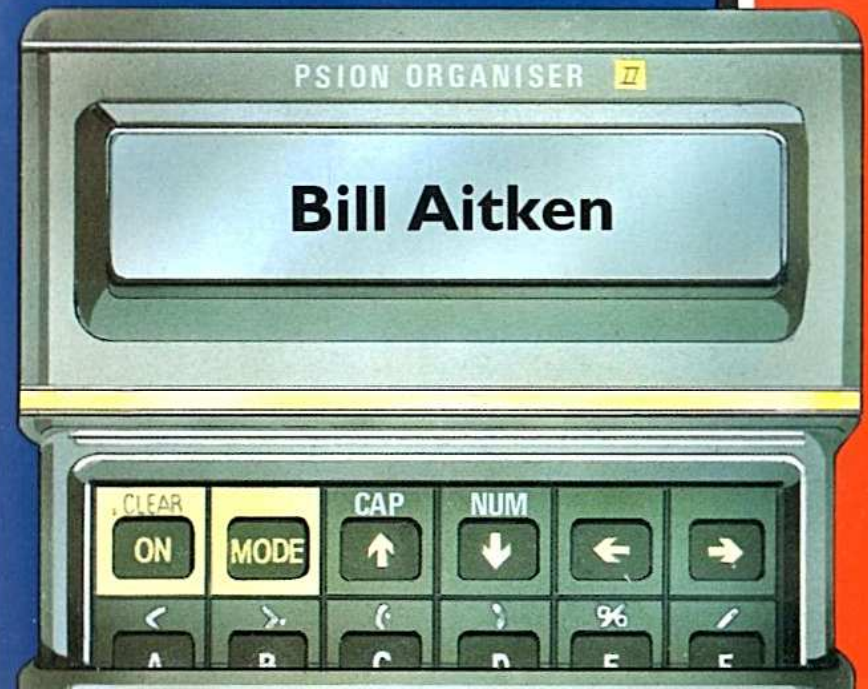 PSION ORGANISER II
Bill Aitken
CLEAR CAP NUM
ON MODE ↑ ↓ ← →
< > ( ) % /
A B C D E F